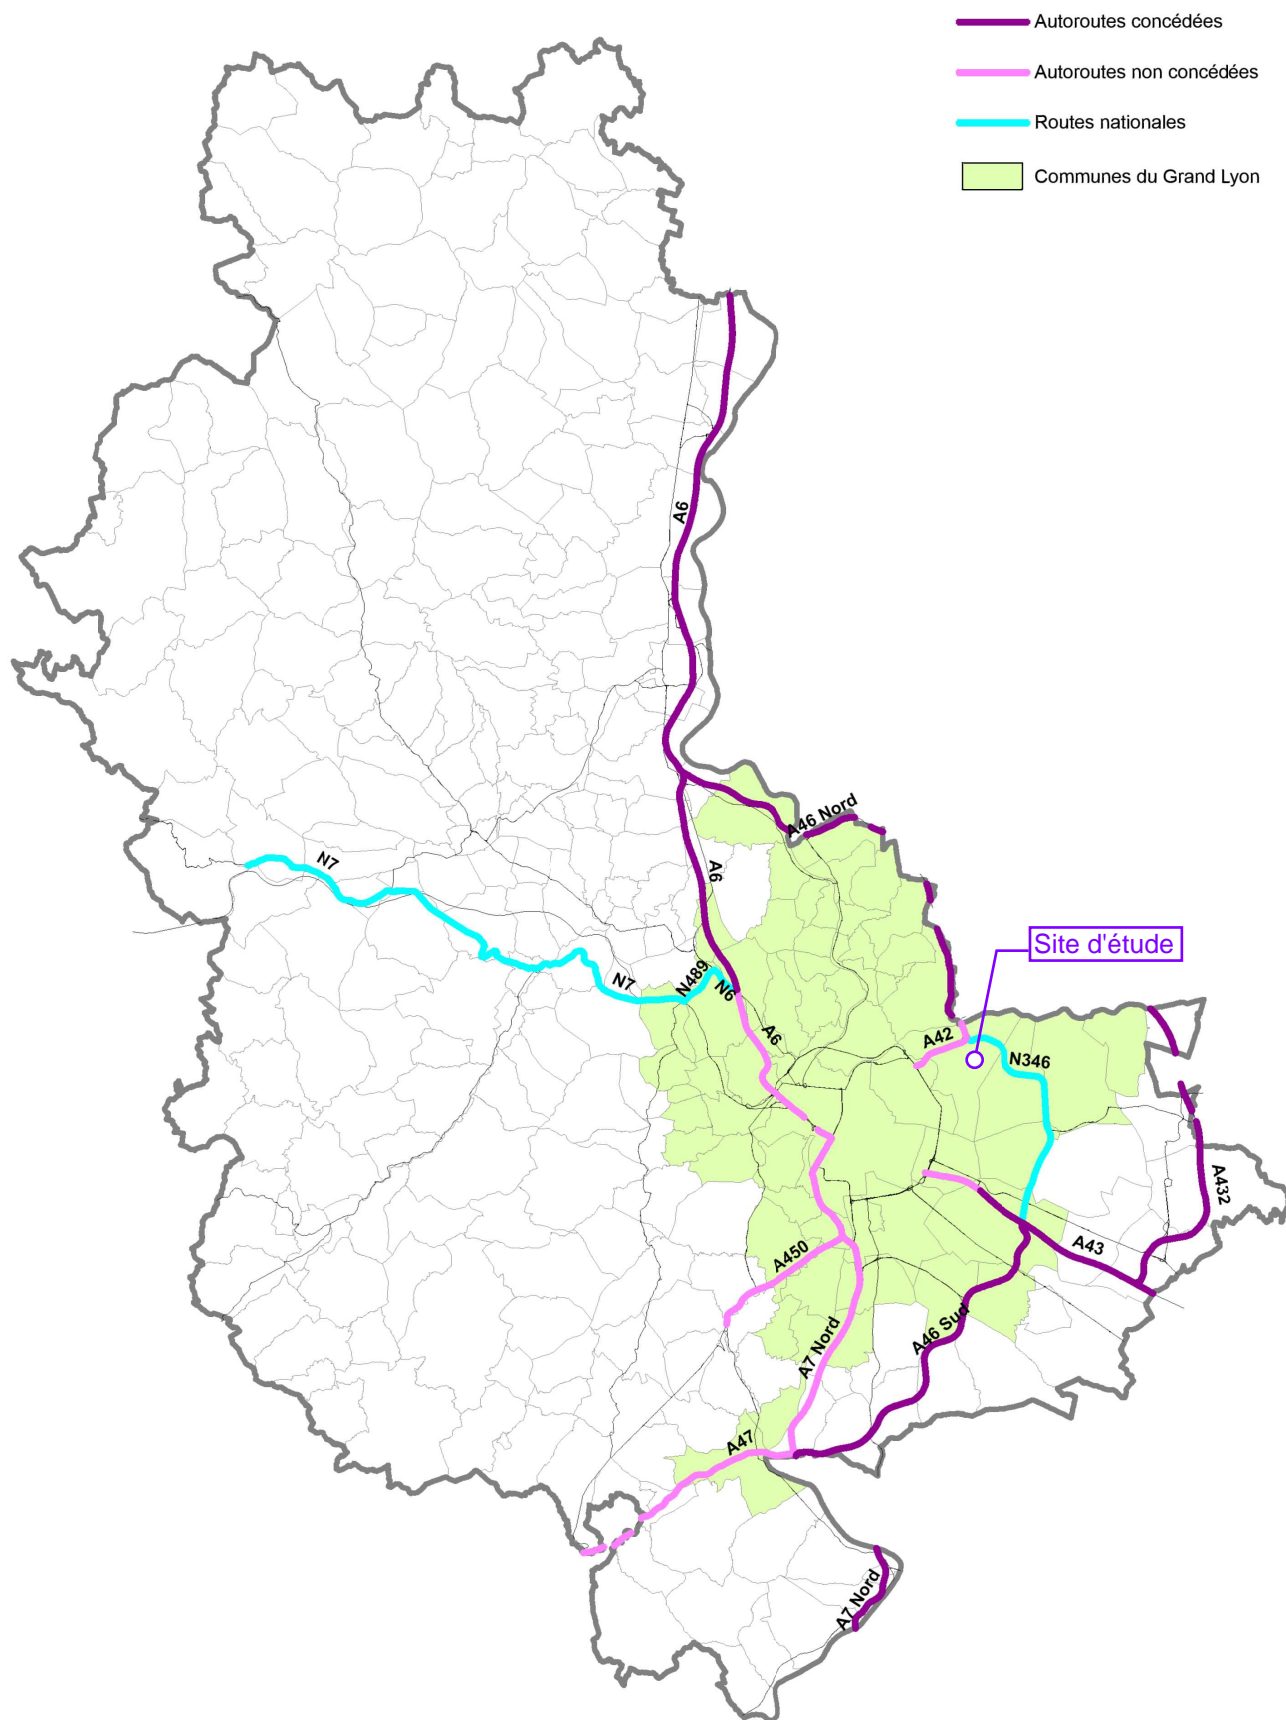 Autoroutes concédées
Autoroutes non concédées
Routes nationales
Communes du Grand Lyon
A6
A46 Nord
N7
A6
Site d'étude
N7
N489
N6
A6
A42
N346
A432
A43
A450
A46 Sud
A7 Nord
A47
A7 Nord